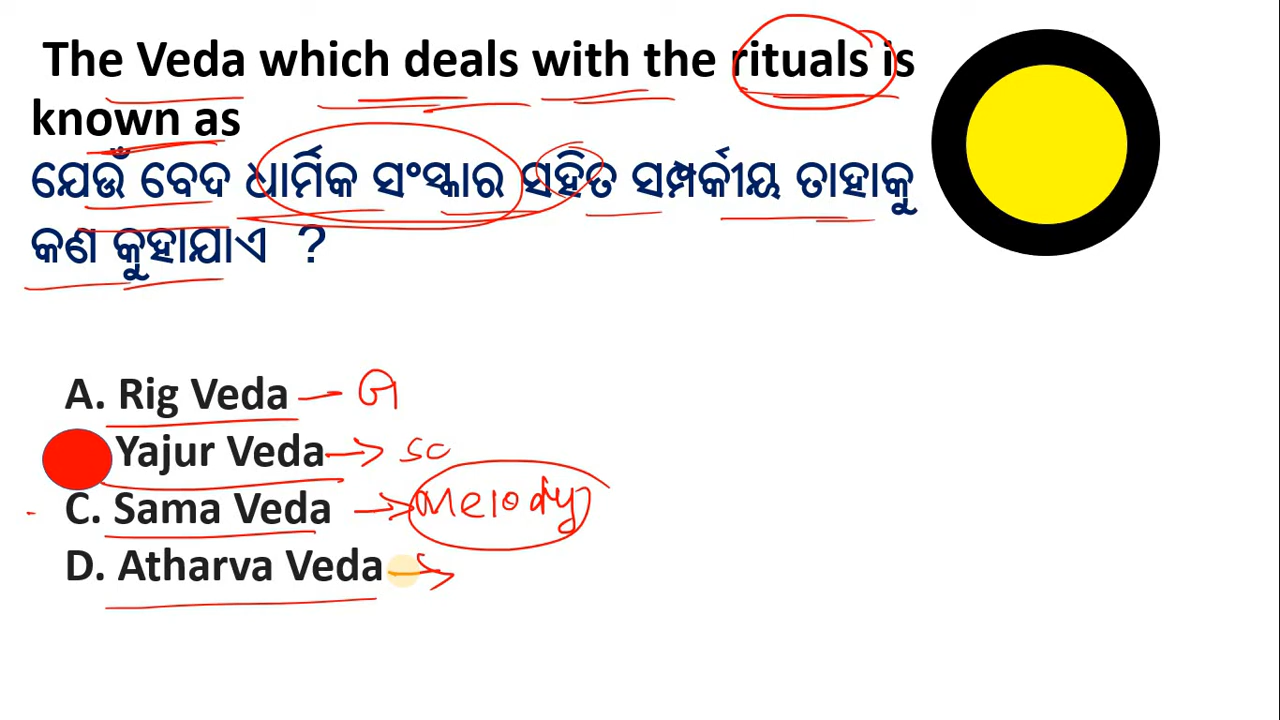 The Veda which deals with the rituals is
known as
ଯେଉଁ ବେଦ ଧାର୍ମିକ ସଂସ୍କାର ସହିତ ସମ୍ପର୍କୀୟ ତାହାକୁ
କଣ କୁହାଯାଏ ?
A. Rig Veda
Yajur Veda
C. Sama Veda Melody
D. Atharva Veda